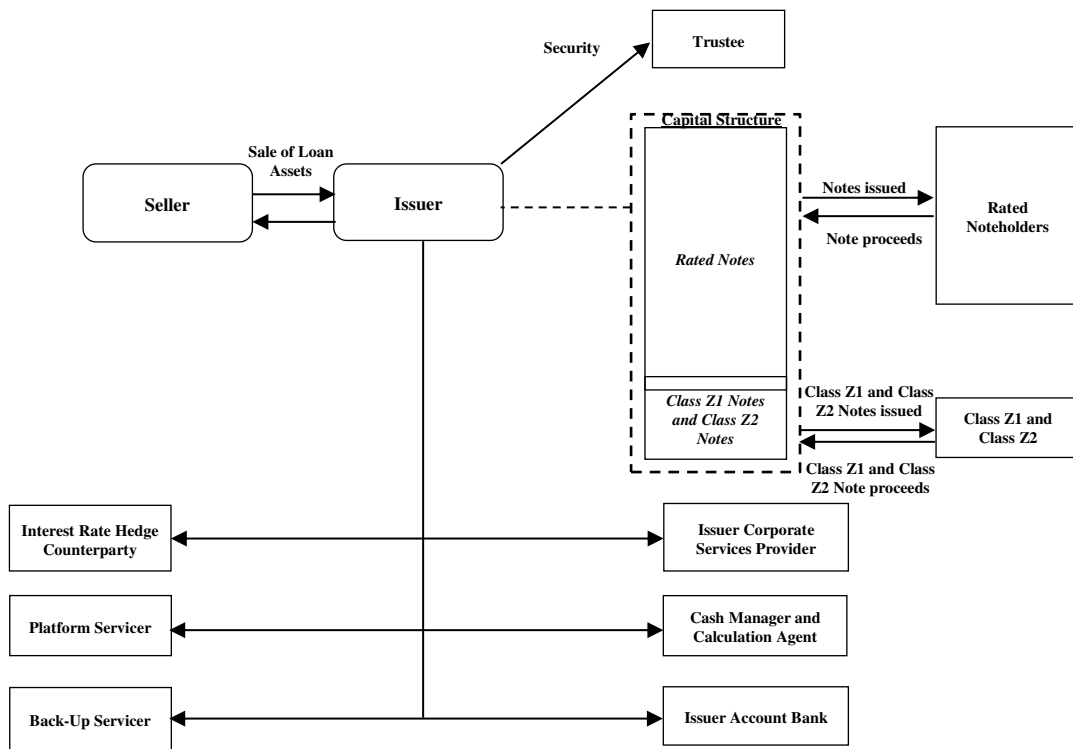 Security
Trustee
Capital Structure
Sale of Loan
Assets
Seller
Issuer
Notes issued
Note proceeds
Rated
Noteholders
Rated Notes
Class Z1 Notes
and Class Z2
Notes
Class Z1 and Class
Z2 Notes issued
Class Z1 and Class
Z2 Note proceeds
Class Z1 and
Class Z2
Interest Rate Hedge
Counterparty
Issuer Corporate
Services Provider
Platform Servicer
Cash Manager and
Calculation Agent
Back-Up Servicer
Issuer Account Bank